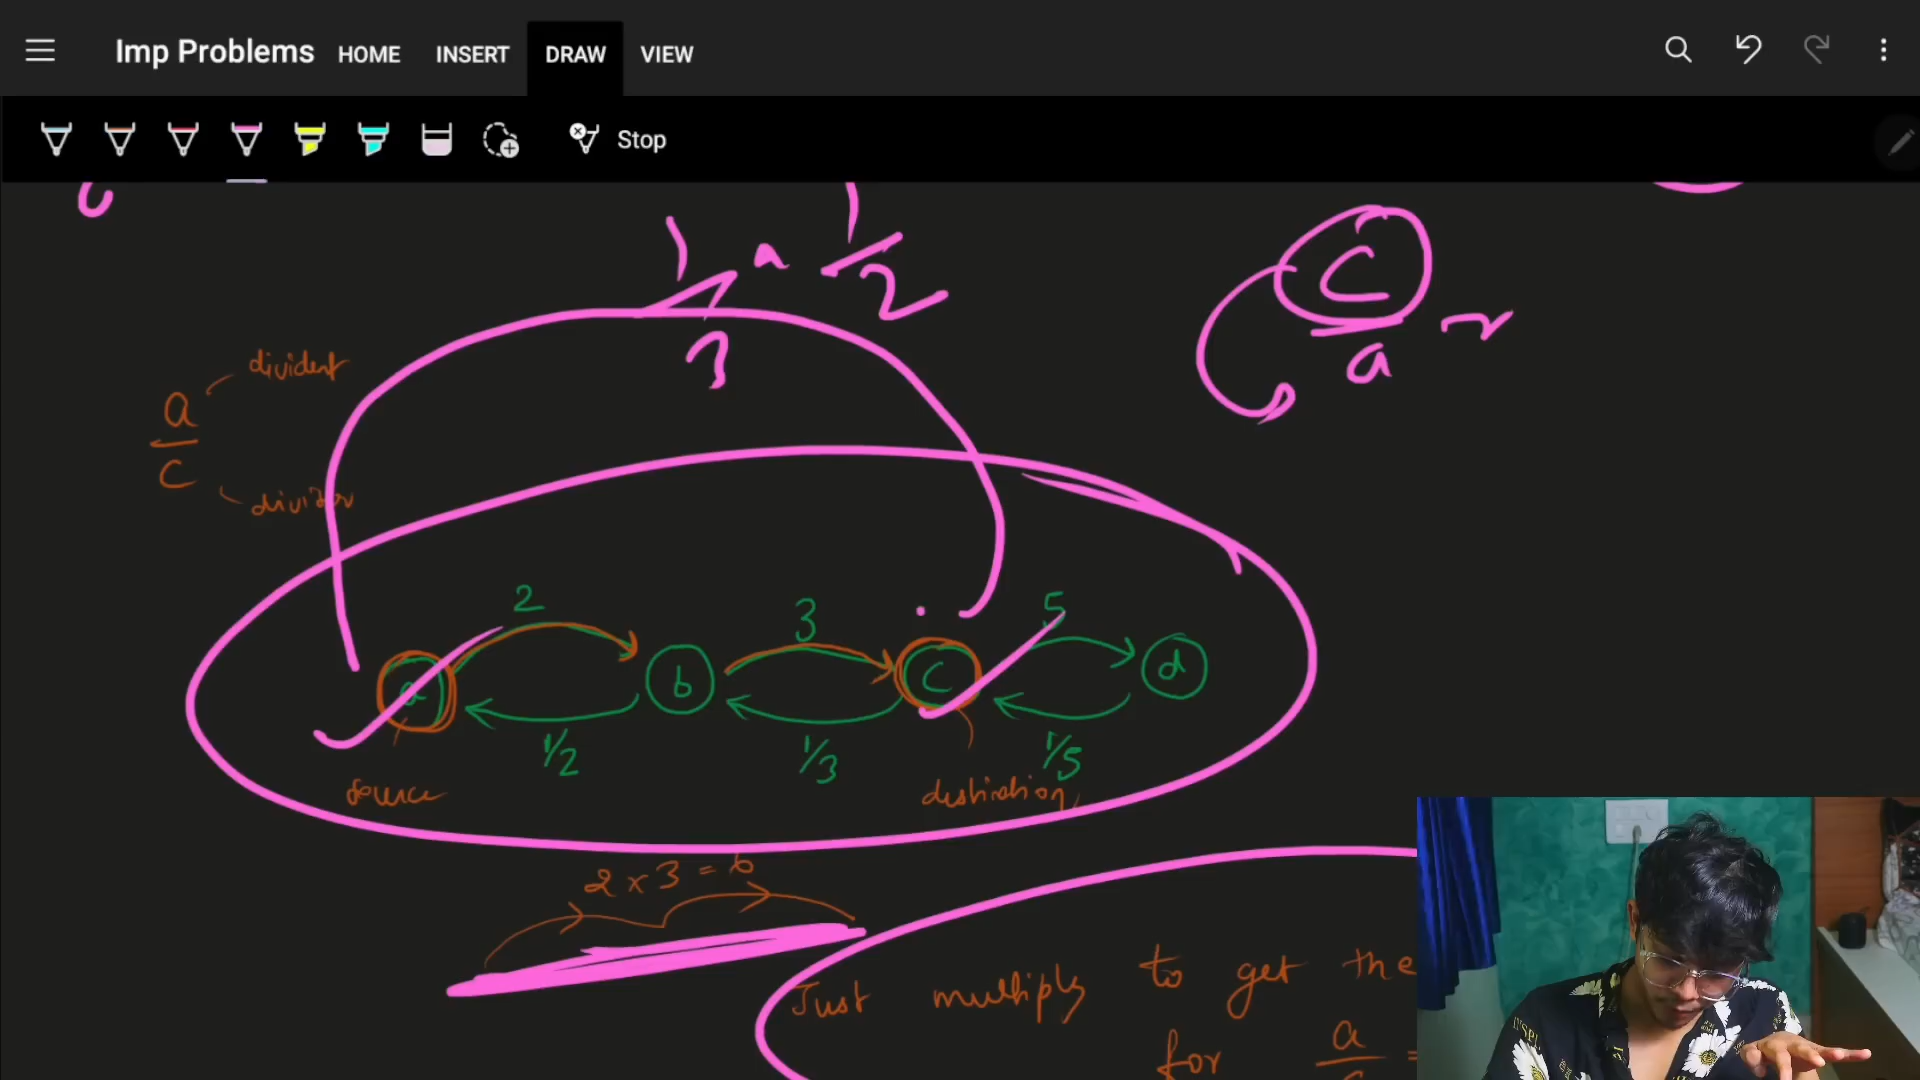 Imp Problems HOME INSERT DRAW VIEW
Stop
1/3 1/2
C/a
divident
a/c
divisor
2 3 5
a b c d
1/2 1/3 1/5
source destination
2 x 3 = 6
Just multiply to get the
for a